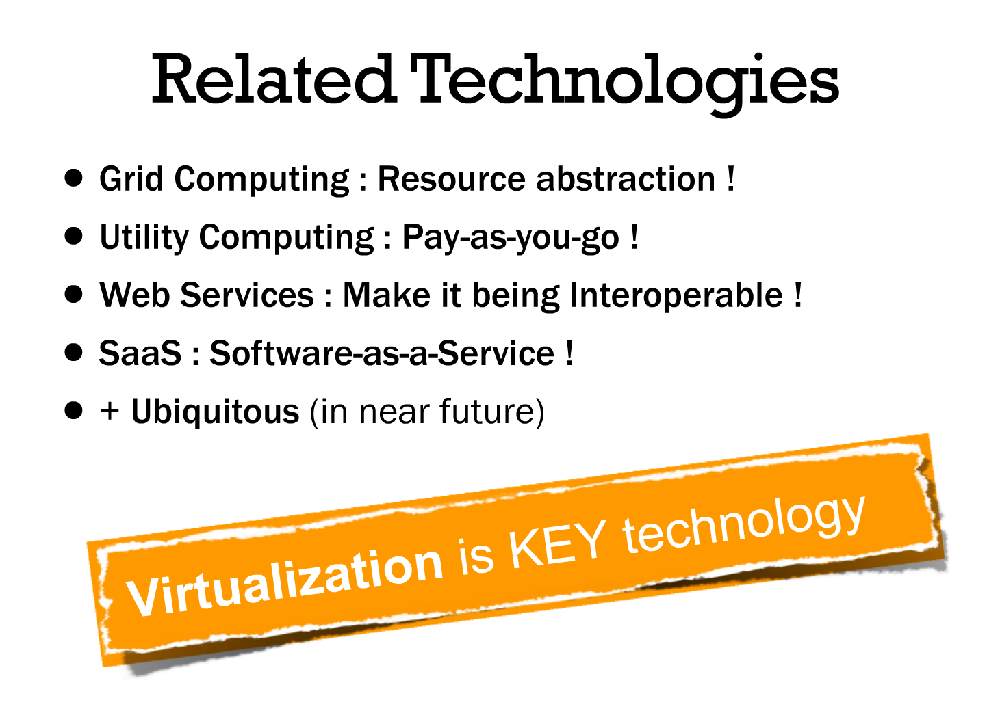 Related Technologies
● Grid Computing : Resource abstraction !
● Utility Computing : Pay-as-you-go !
● Web Services : Make it being Interoperable !
● SaaS : Software-as-a-Service !
● + Ubiquitous (in near future)
Virtualization is KEY technology